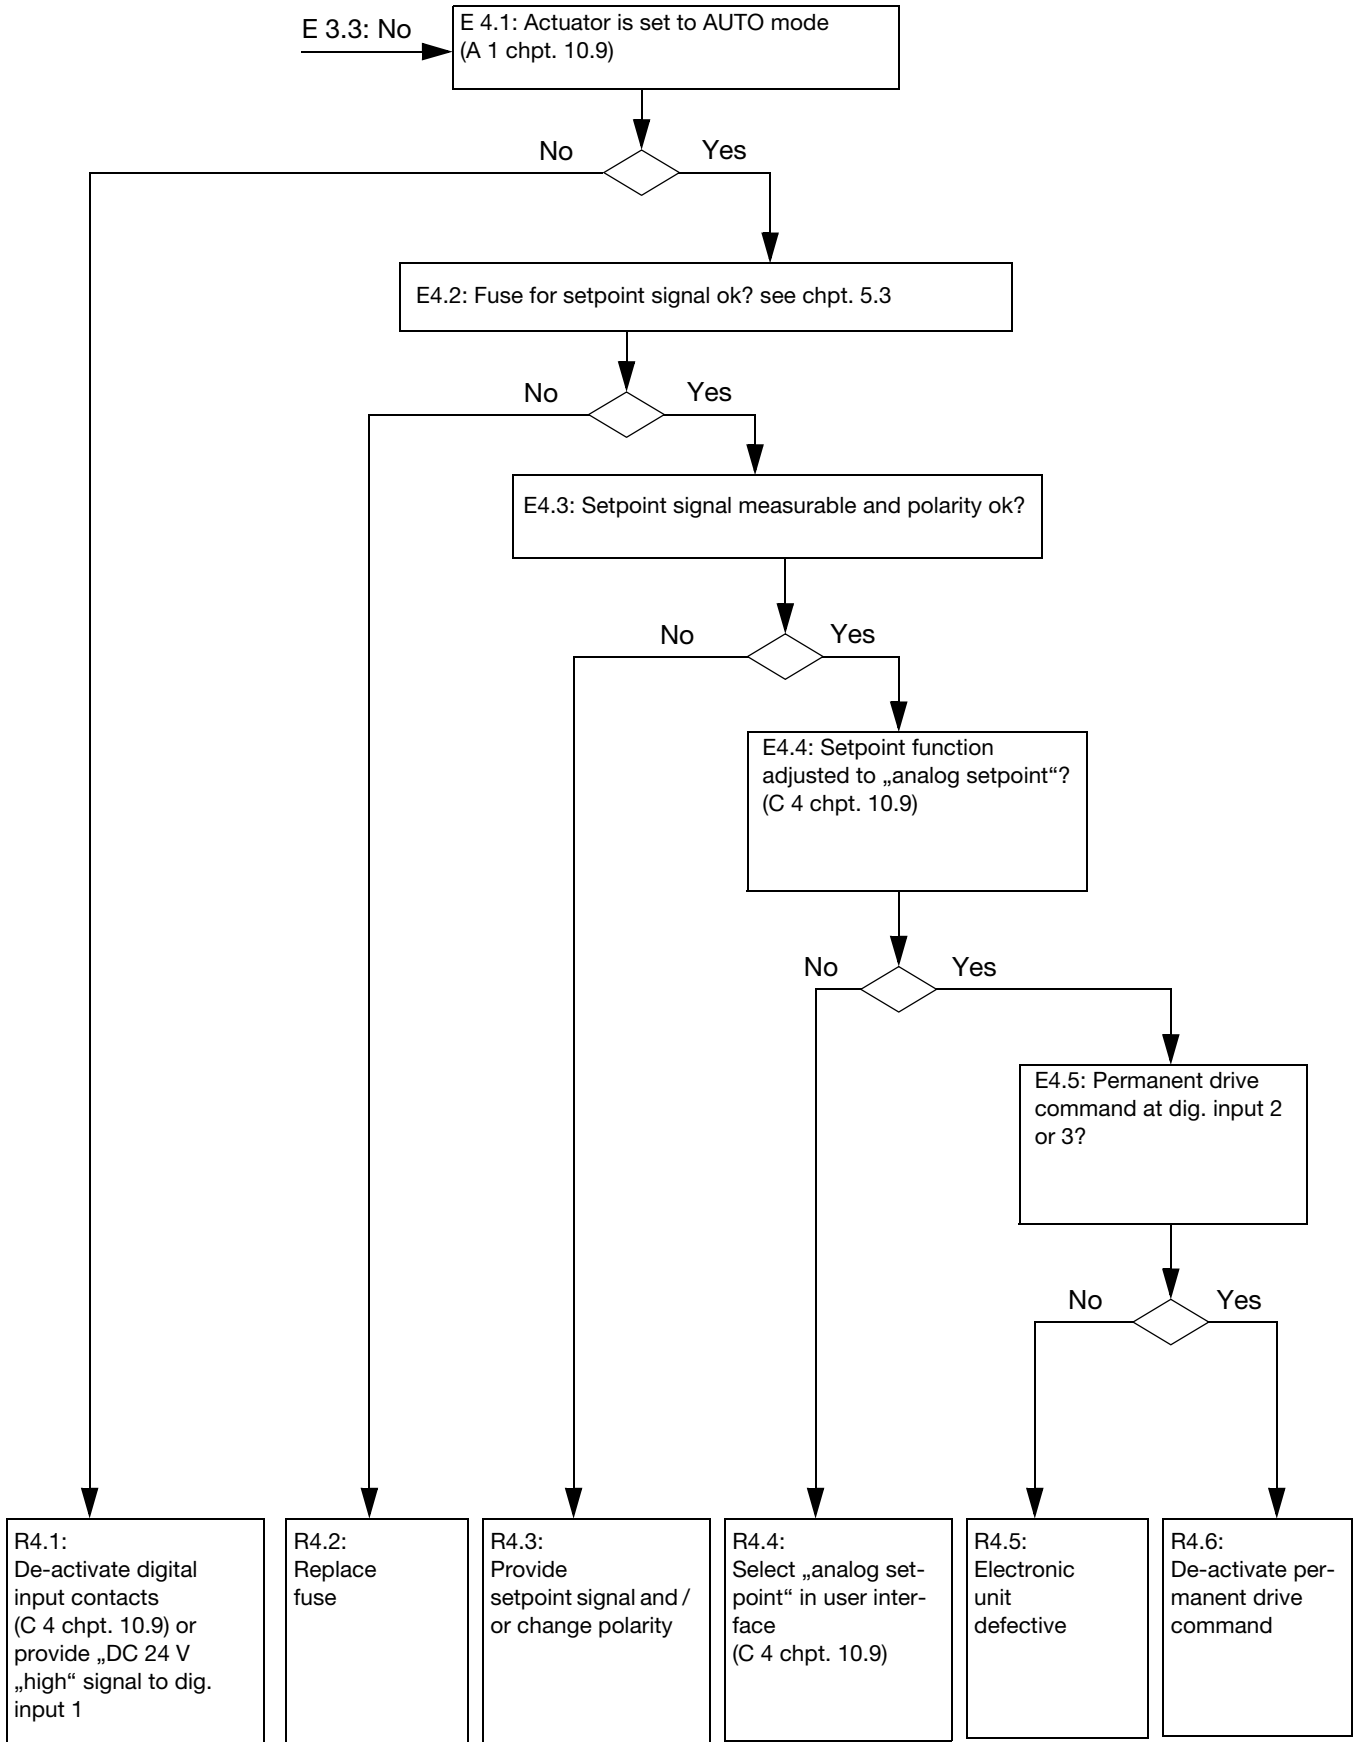 E 3.3: No
E 4.1: Actuator is set to AUTO mode
(A 1 chpt. 10.9)
No
Yes
E4.2: Fuse for setpoint signal ok? see chpt. 5.3
No
Yes
E4.3: Setpoint signal measurable and polarity ok?
No
Yes
E4.4: Setpoint function
adjusted to „analog setpoint“?
(C 4 chpt. 10.9)
No
Yes
E4.5: Permanent drive
command at dig. input 2
or 3?
No
Yes
R4.1:
De-activate digital
input contacts
(C 4 chpt. 10.9) or
provide „DC 24 V
„high“ signal to dig.
input 1
R4.2:
Replace
fuse
R4.3:
Provide
setpoint signal and /
or change polarity
R4.4:
Select „analog set-
point“ in user inter-
face
(C 4 chpt. 10.9)
R4.5:
Electronic
unit
defective
R4.6:
De-activate per-
manent drive
command